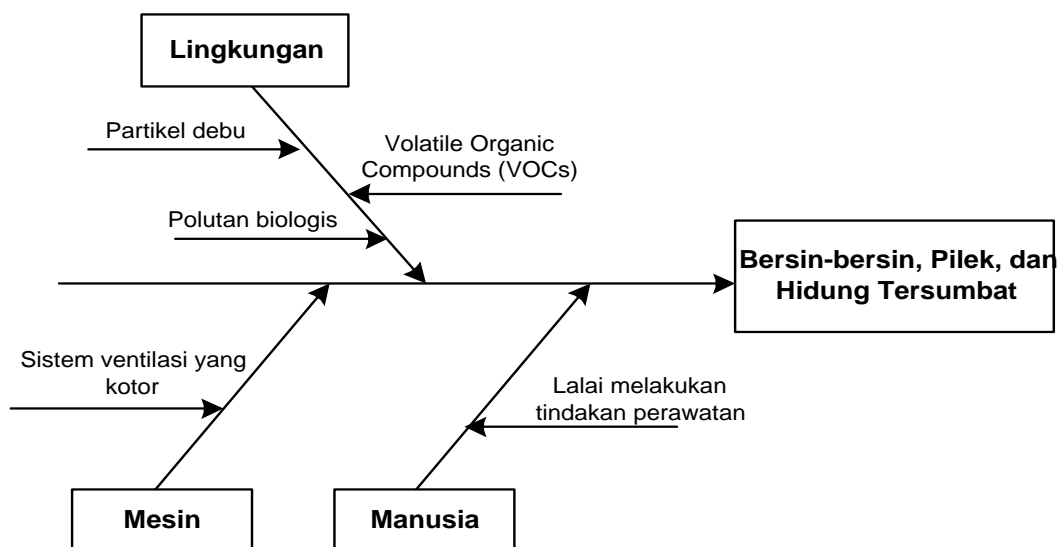 Lingkungan
Partikel debu
Volatile Organic
Compounds (VOCs)
Polutan biologis
Bersin-bersin, Pilek, dan
Hidung Tersumbat
Sistem ventilasi yang
kotor
Lalai melakukan
tindakan perawatan
Mesin
Manusia